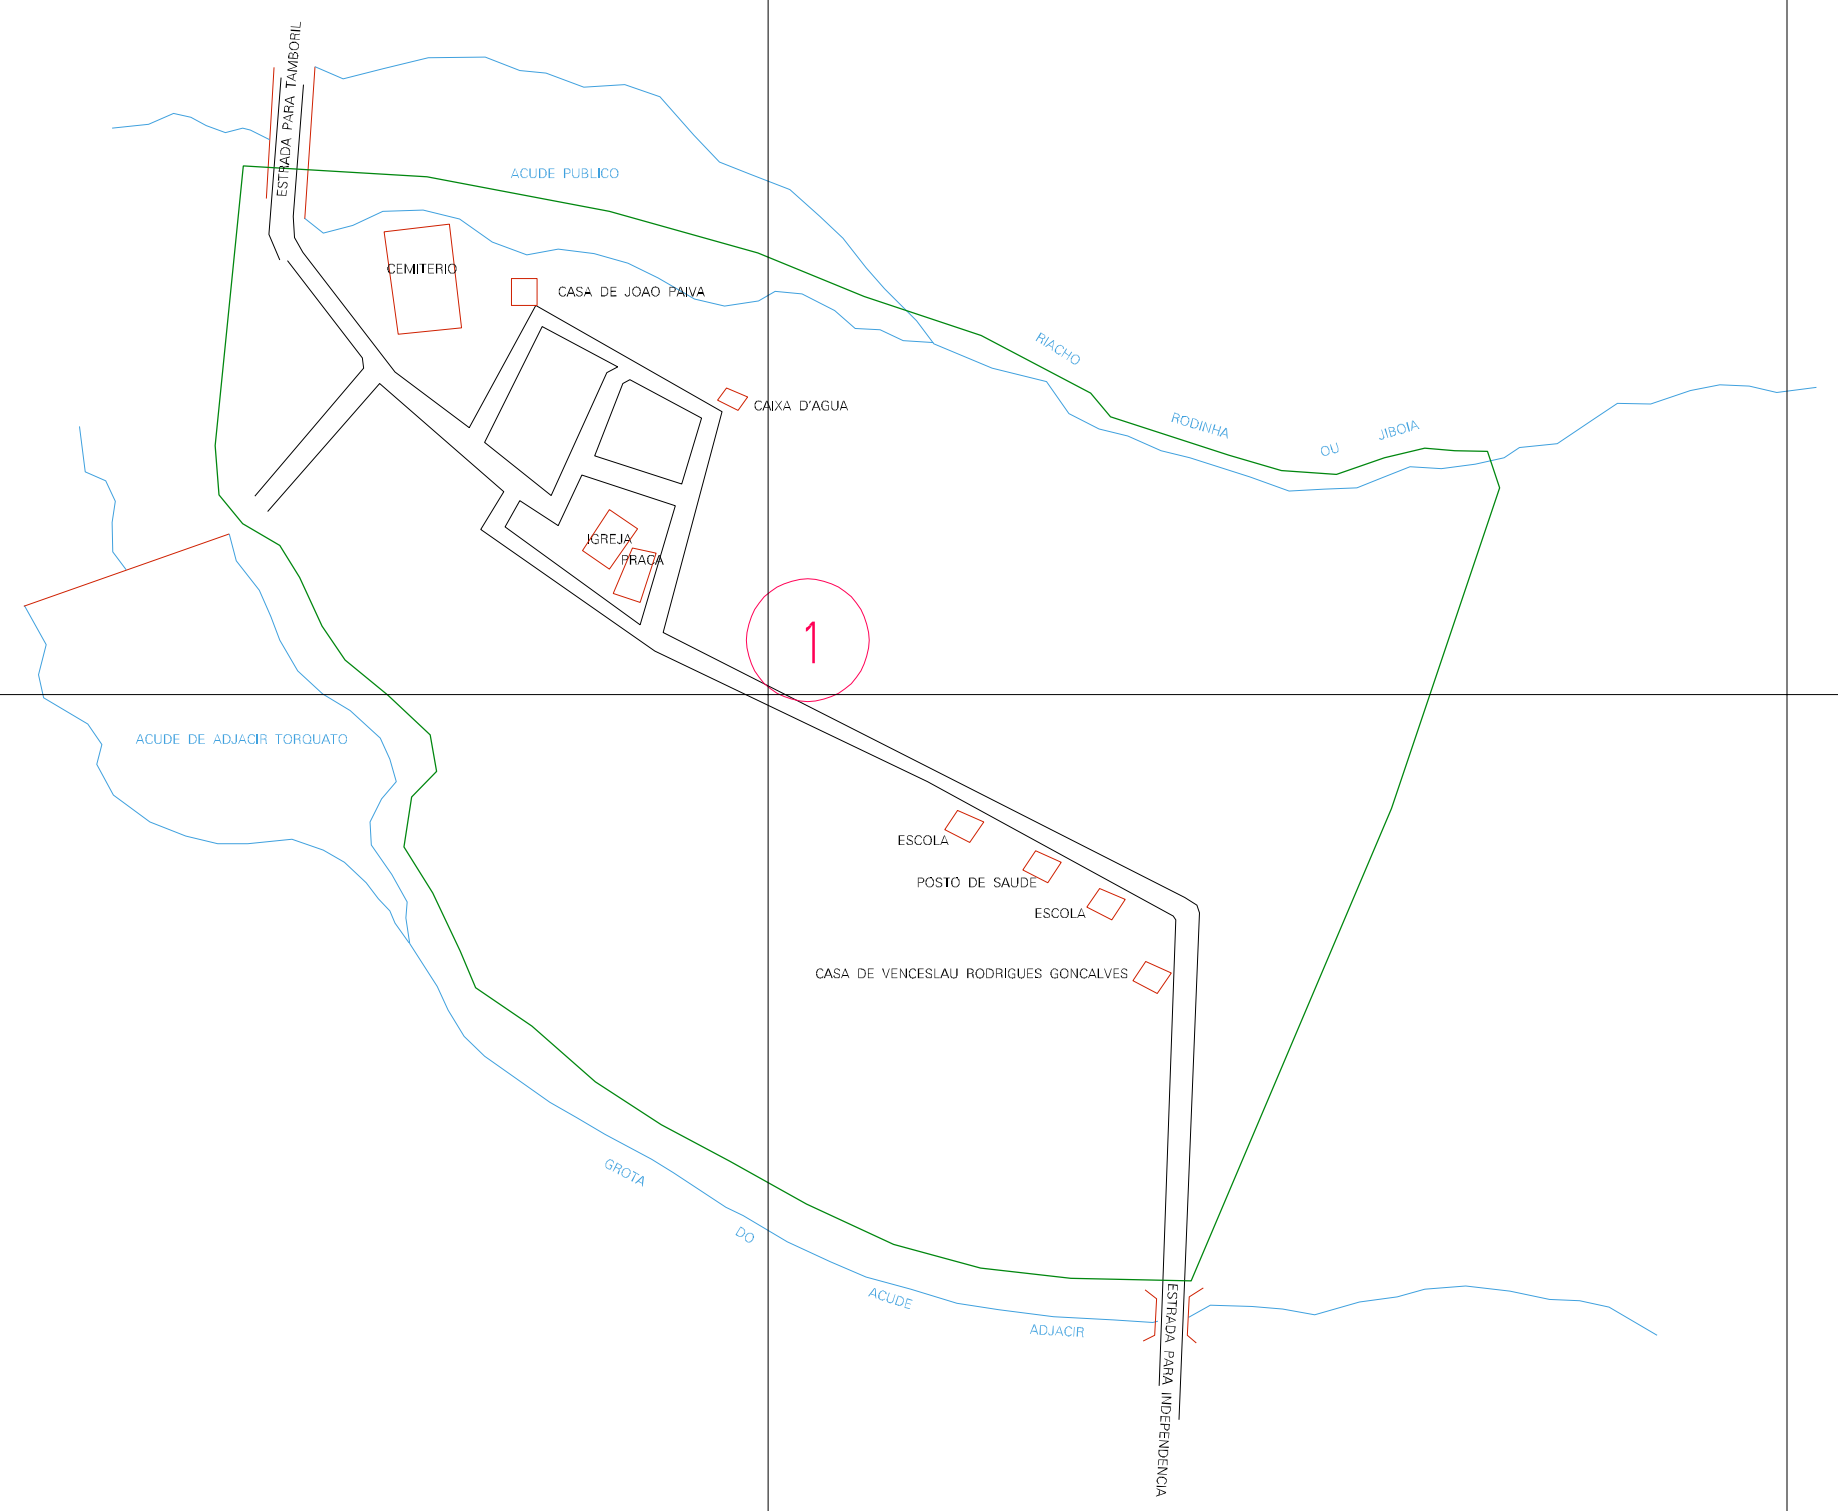 ESTRADA PARA TAMBORIL
ACUDE PUBLICO
CEMITERIO
CASA DE JOAO PAIVA
RIACHO
RODINHA
OU
JIBOIA
CAIXA D'AGUA
IGREJA
PRACA
1
ACUDE DE ADJACIR TORQUATO
ESCOLA
POSTO DE SAUDE
ESCOLA
CASA DE VENCESLAU RODRIGUES GONCALVES
GROTA
DO
ACUDE
ADJACIR
ESTRADA PARA INDEPENDENCIA